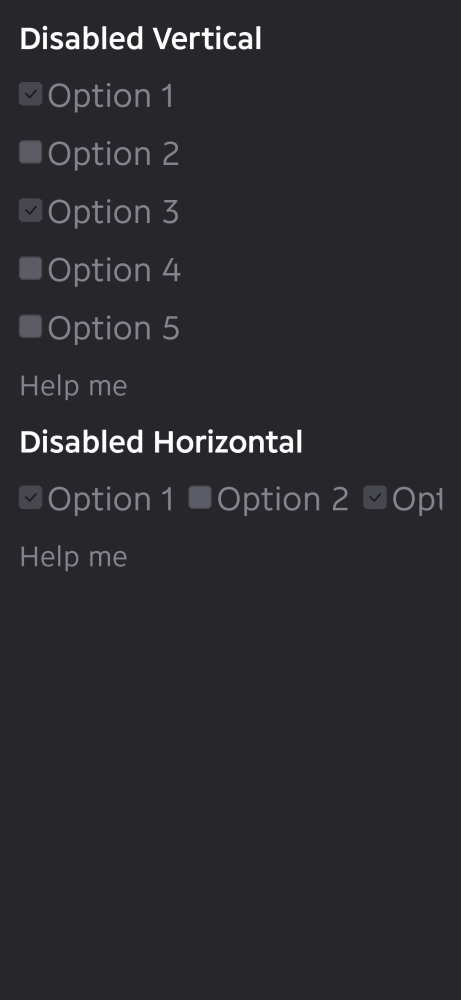 Disabled Vertical
Option 1
Option 2
Option 3
Option 4
Option 5
Help me
Disabled Horizontal
Option 1 Option 2
Help me